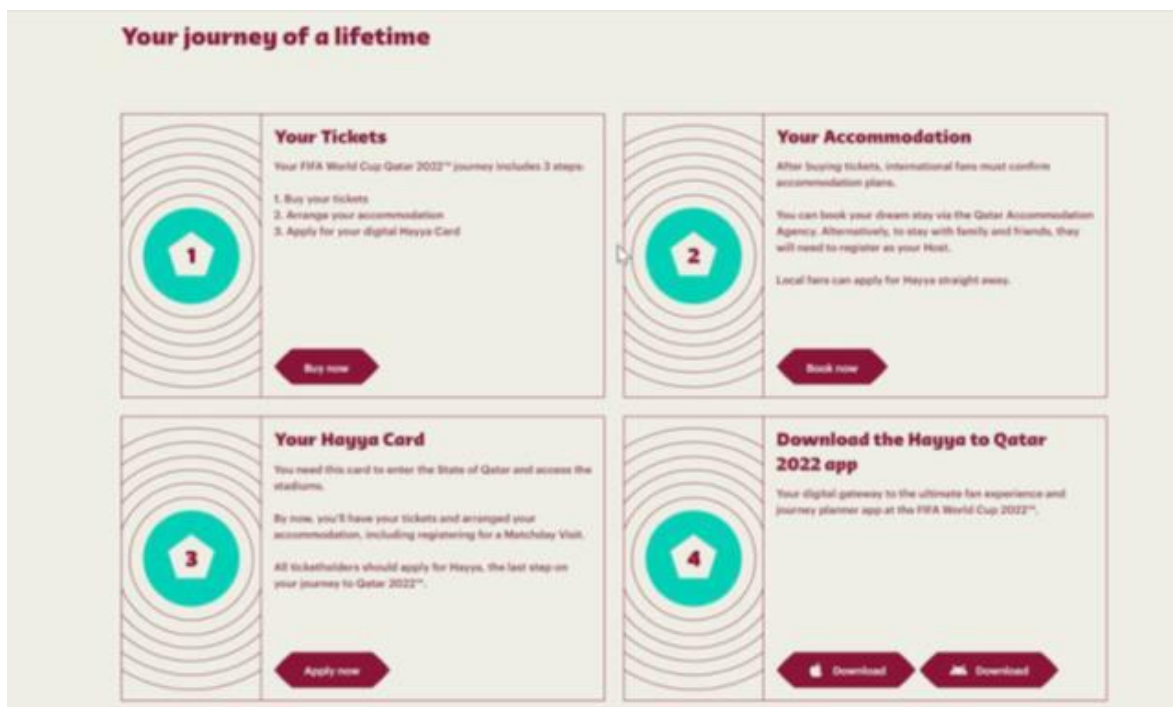 Your journey of a lifetime
Your Tickets
Your FIFA World Cup Qatar 2022™ journey includes 3 steps:
1. Buy your tickets
2. Arrange your accommodation
3. Apply for your digital Hayya Card
1
Buy now
Your Accommodation
After buying tickets, international fans must confirm
accommodation plans.
You can book your dream stay via the Qatar Accommodation
Agency. Alternatively, to stay with family and friends, they
will need to register as your Host.
Local fans can apply for Hayya straight away.
2
Book now
Your Hayya Card
You need this card to enter the State of Qatar and access the
stadiums.
By now, you'll have your tickets and arranged your
accommodation, including registering for a Matchday Visit.
All ticketholders should apply for Hayya, the last step on
your journey to Qatar 2022™.
3
Apply now
Download the Hayya to Qatar
2022 app
Your digital gateway to the ultimate fan experience and
journey planner app at the FIFA World Cup 2022™.
4
Download
Download